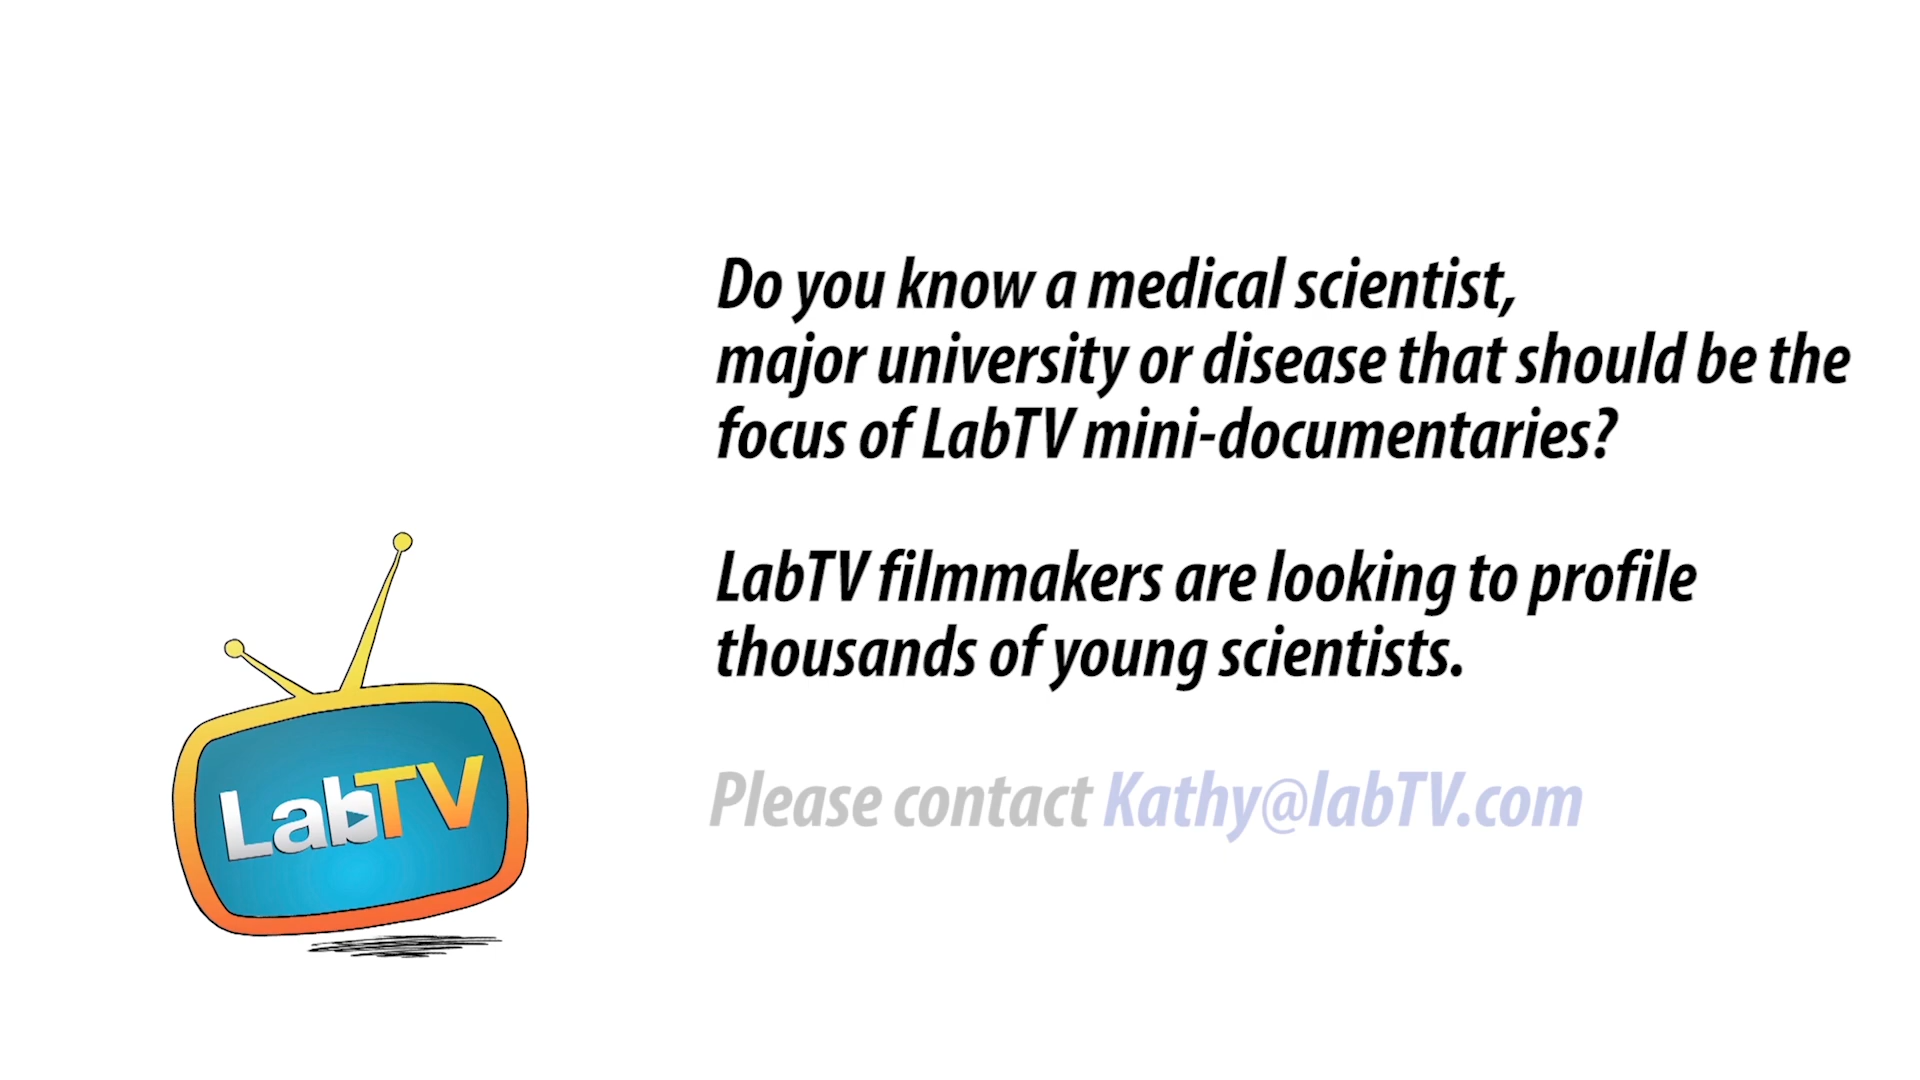 Do you know a medical scientist,
major university or disease that should be the
focus of LabTV mini-documentaries?
LabTV filmmakers are looking to profile
thousands of young scientists.
Please contact Kathy@labTV.com
LabTV